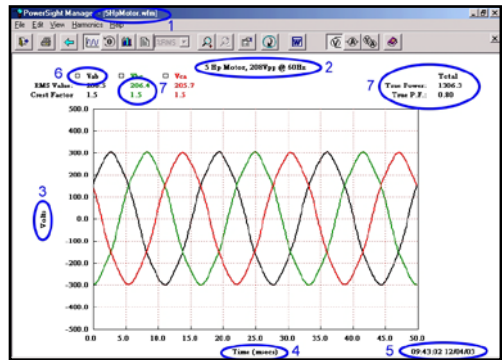 PowerSight Manager - [5HpMotor.wfm]
1
File Edit View Harmonics Help
W
5 Hp Motor, 208Vpp @ 60Hz
2
6
Vab
Vca
7
Total
RMS Value:
206.4
205.7
7
True Power: 1306.3
Crest Factor 1.5 1.5 1.5
True P.F.: 0.80
500.0
400.0
300.0
200.0
100.0
3
Volts
0.0
-100.0
-200.0
-300.0
-400.0
-500.0
0.0 5.0 10.0 15.0 20.0 25.0 30.0 35.0 40.0 45.0 50.0
Time (msecs)
4
5
09:43:02 12/04/03